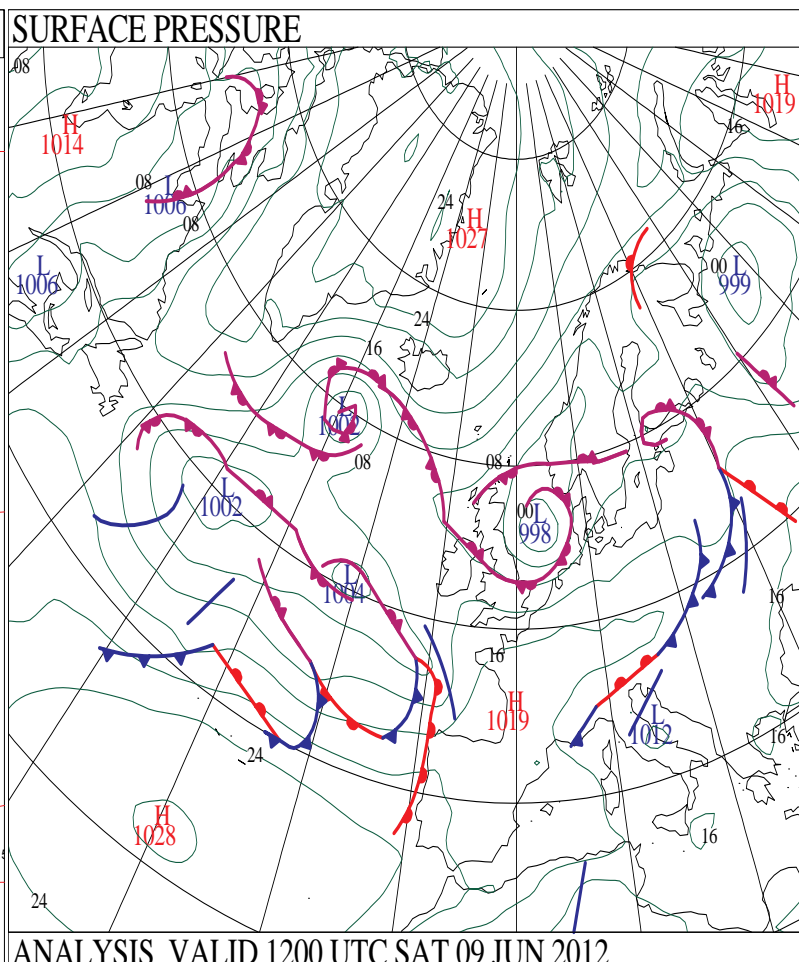 SURFACE PRESSURE
08
H
1019
H
1014
16
08
L
1006
24
08
H
1027
L
1006
00
L
999
24
16
L
1002
08
08
L
1002
00
L
998
L
1004
16
16
H
1019
L
1012
16
24
H
1028
16
24
ANALYSIS VALID 1200 UTC SAT 09 JUN 2012